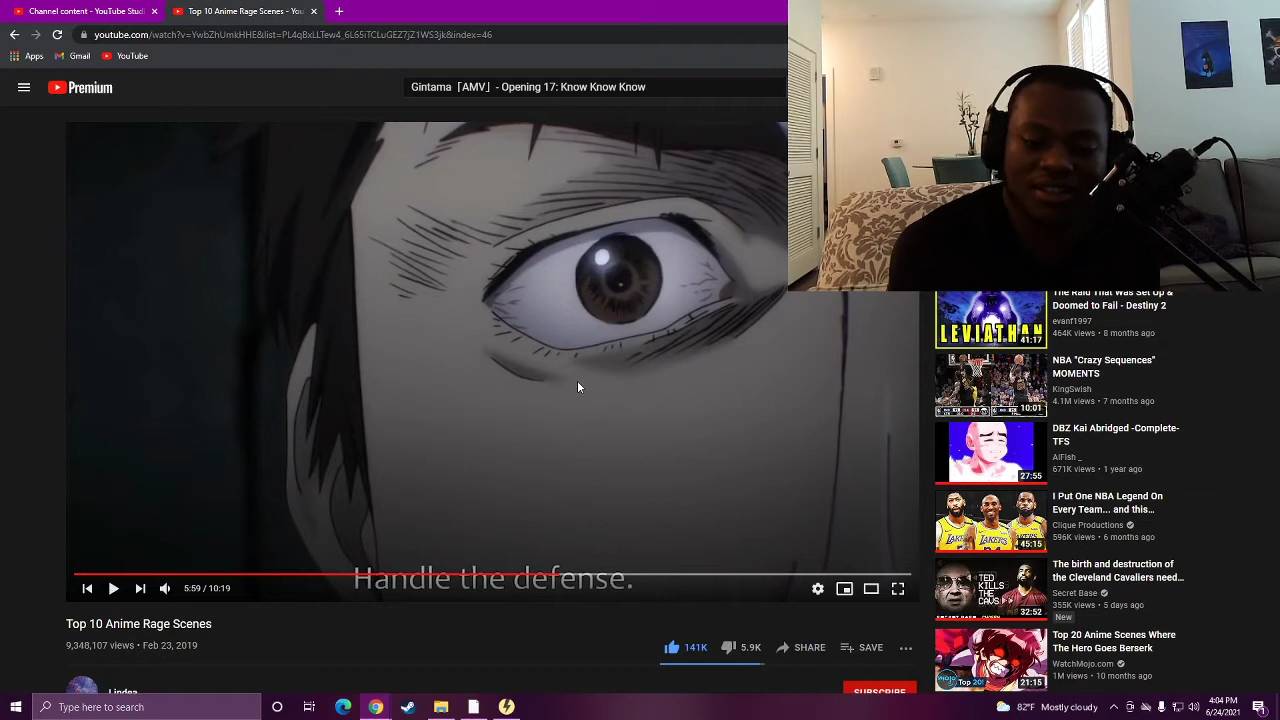 Channel content - YouTube Studi
Top 10 Anime Rage Scenes - You
youtube.com/watch?v=YwbZhUmkHHE&list=PL4qBxLLTew4_6L65iTCLuGEZ7jZ1WS3jk&index=46
Apps
Gmail
YouTube
Premium
Gintama「AMV」- Opening 17: Know Know Know
Handle the defense.
5:59 / 10:19
Top 10 Anime Rage Scenes
9,348,107 views • Feb 23, 2019
141K
5.9K
SHARE
SAVE
Lindea
SUBSCRIBE
The Raid That Was Set Up &
Doomed to Fail - Destiny 2
evanf1997
464K views • 8 months ago
LEVIATHAN
41:17
NBA "Crazy Sequences"
MOMENTS
KingSwish
4.1M views • 7 months ago
10:01
DBZ Kai Abridged -Complete-
TFS
AlFish _
671K views • 1 year ago
27:55
I Put One NBA Legend On
Every Team... and this...
Clique Productions
596K views • 6 months ago
45:15
The birth and destruction of
the Cleveland Cavaliers need...
Secret Base
355K views • 5 days ago
New
TED
KILLS
THE
CAVS
32:52
Top 20 Anime Scenes Where
The Hero Goes Berserk
WatchMojo.com
1M views • 10 months ago
Top 20!
21:15
Type here to search
82°F Mostly cloudy
4:04 PM
6/24/2021